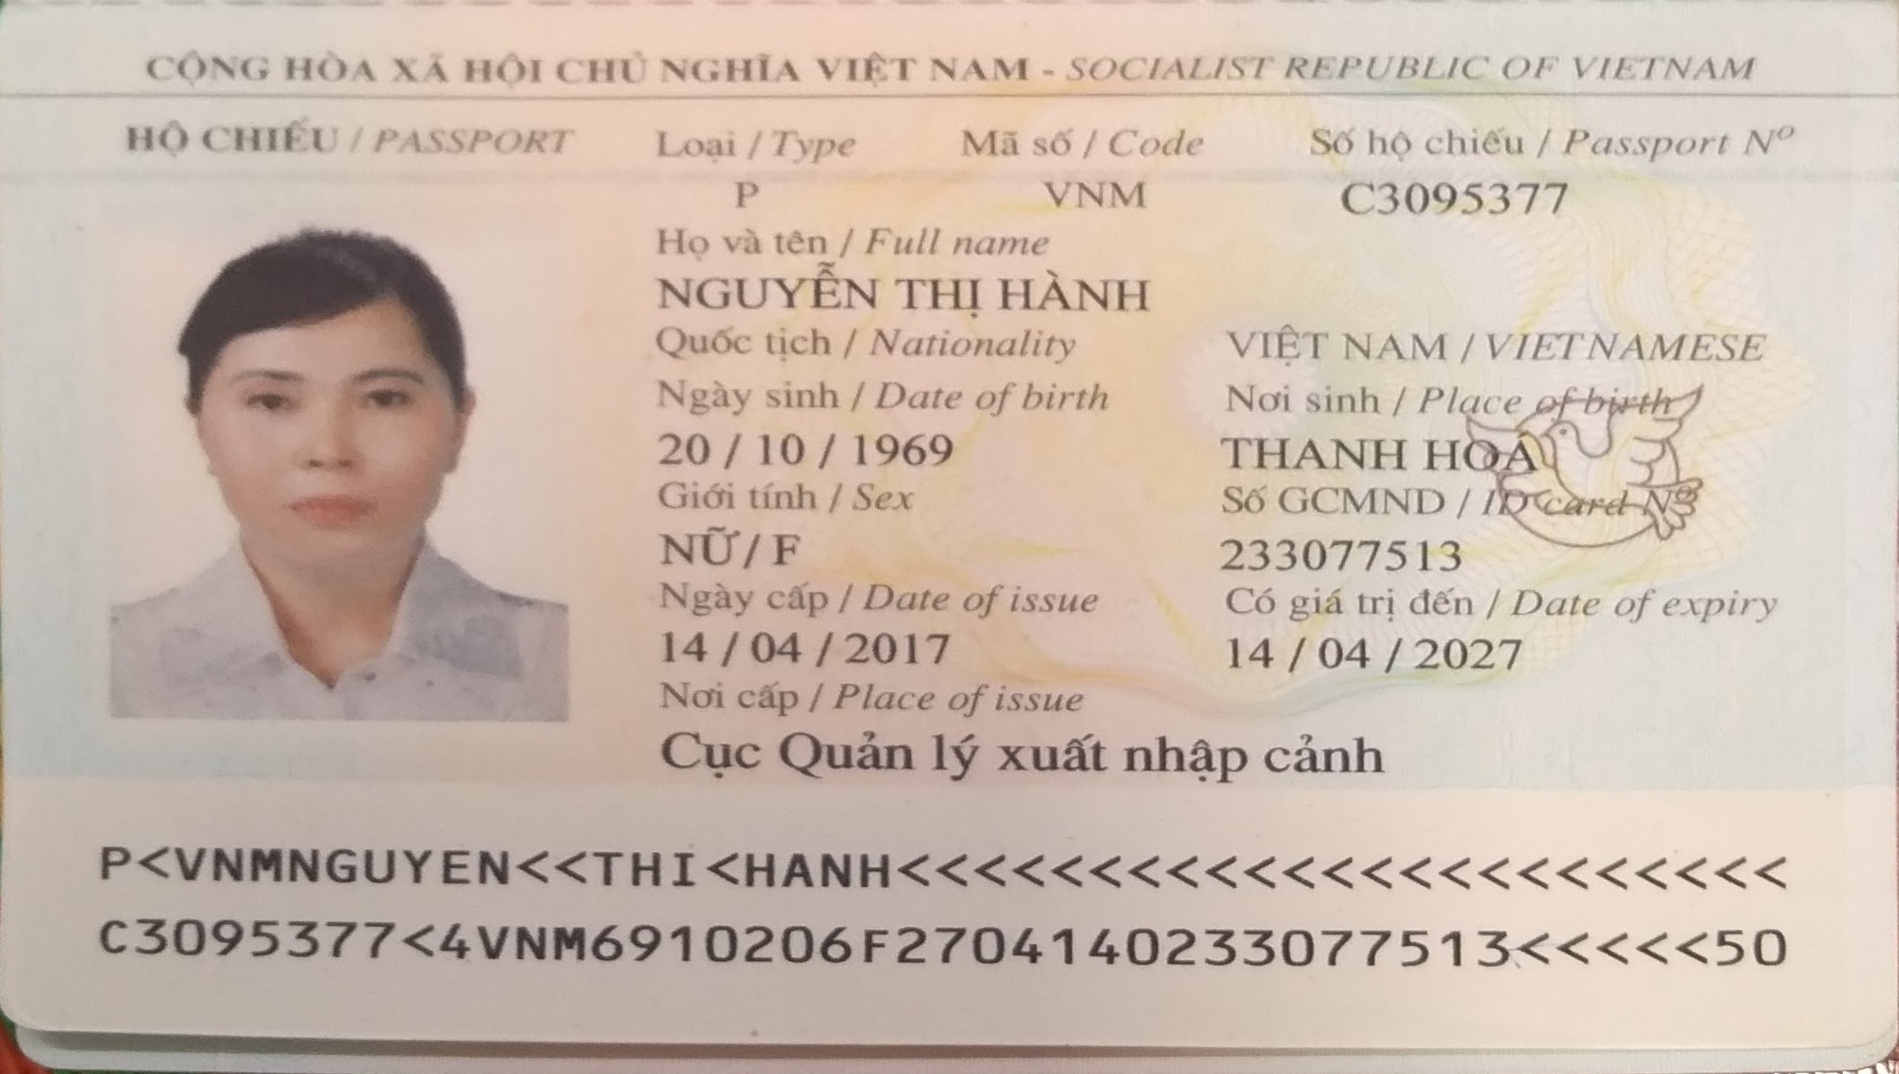 CỘNG HÒA XÃ HỘI CHỦ NGHĨA VIỆT NAM - SOCIALIST REPUBLIC OF VIETNAM
HỘ CHIẾU / PASSPORT Loại / Type Mã số / Code Số hộ chiếu / Passport Nº
P VNM C3095377
Họ và tên / Full name
NGUYỄN THỊ HÀNH
Quốc tịch / Nationality VIỆT NAM / VIETNAMESE
Ngày sinh / Date of birth Nơi sinh / Place of birth
20 / 10 / 1969 THANH HOÁ
Giới tính / Sex Số GCMND / ID card Nº
NỮ / F 233077513
Ngày cấp / Date of issue Có giá trị đến / Date of expiry
14 / 04 / 2017 14 / 04 / 2027
Nơi cấp / Place of issue
Cục Quản lý xuất nhập cảnh
P<VNMNGUYEN<<THI<HANH<<<<<<<<<<<<<<<<<<<<<<<
C3095377<4VNM6910206F2704140233077513<<<<<50